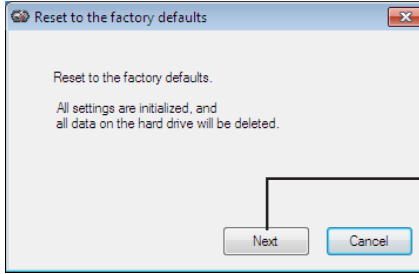 Reset to the factory defaults
Reset to the factory defaults.
All settings are initialized, and
all data on the hard drive will be deleted.
Next Cancel